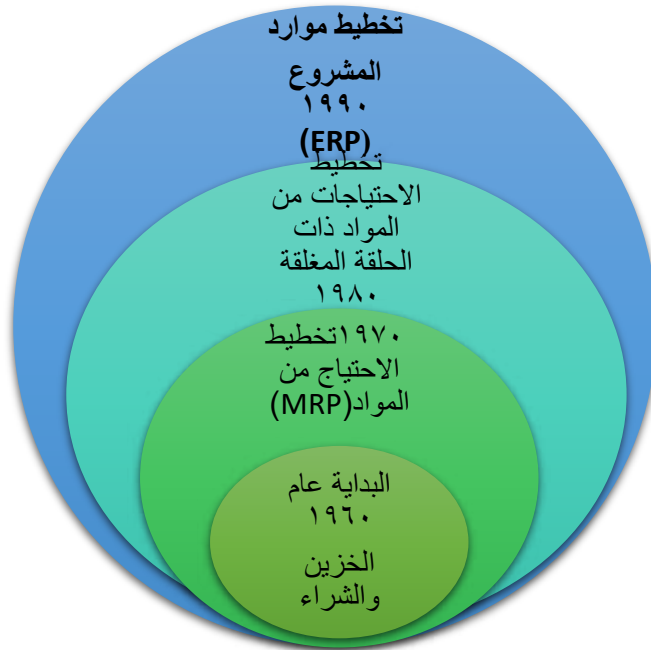 تخطيط موارد
المشروع
١٩٩٠
(ERP)
تخطيط
الاحتياجات من
المواد ذات
الحلقة المغلقة
١٩٨٠
١٩٧٠تخطيط
الاحتياج من
المواد(MRP)
البداية عام
١٩٦٠
الخزين
والشراء